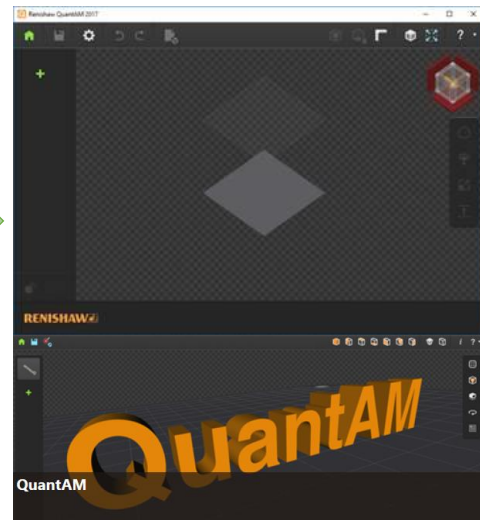 Renishaw QuantAM 2017
?
RENISHAW
i ?
QuantAM
QuantAM